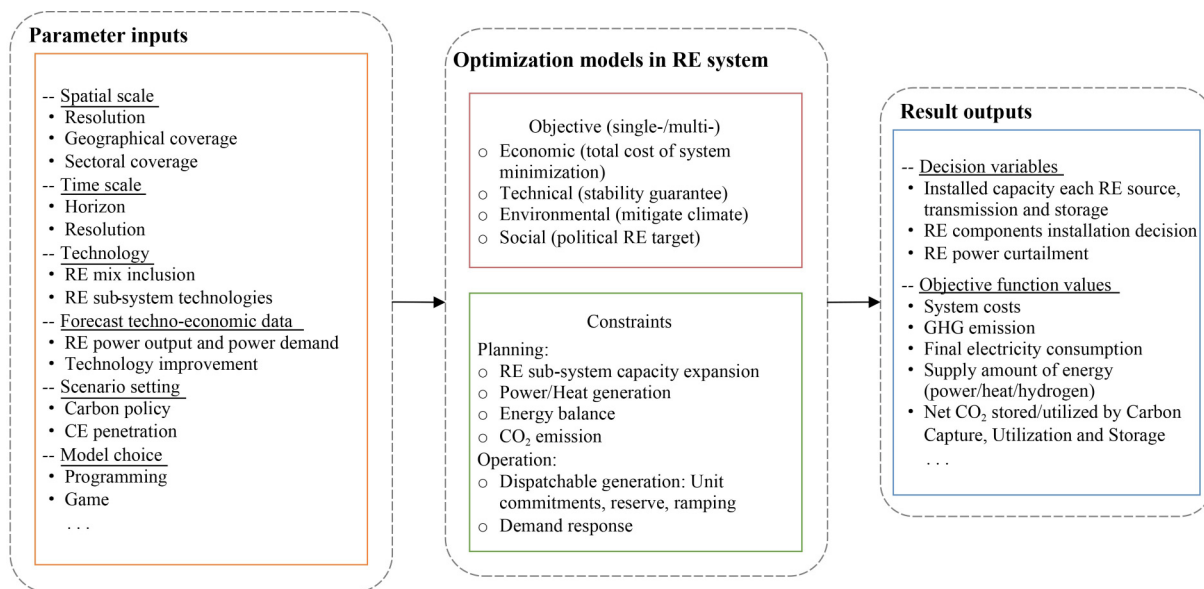 Parameter inputs
-- Spatial scale
• Resolution
• Geographical coverage
• Sectoral coverage
-- Time scale
• Horizon
• Resolution
-- Technology
• RE mix inclusion
• RE sub-system technologies
-- Forecast techno-economic data
• RE power output and power demand
• Technology improvement
-- Scenario setting
• Carbon policy
• CE penetration
-- Model choice
• Programming
• Game
. . .
Optimization models in RE system
Objective (single-/multi-)
○ Economic (total cost of system
minimization)
○ Technical (stability guarantee)
○ Environmental (mitigate climate)
○ Social (political RE target)
Constraints
Planning:
○ RE sub-system capacity expansion
○ Power/Heat generation
○ Energy balance
○ CO₂ emission
Operation:
○ Dispatchable generation: Unit
commitments, reserve, ramping
○ Demand response
Result outputs
-- Decision variables
• Installed capacity each RE source,
transmission and storage
• RE components installation decision
• RE power curtailment
-- Objective function values
• System costs
• GHG emission
• Final electricity consumption
• Supply amount of energy
(power/heat/hydrogen)
• Net CO₂ stored/utilized by Carbon
Capture, Utilization and Storage
. . .